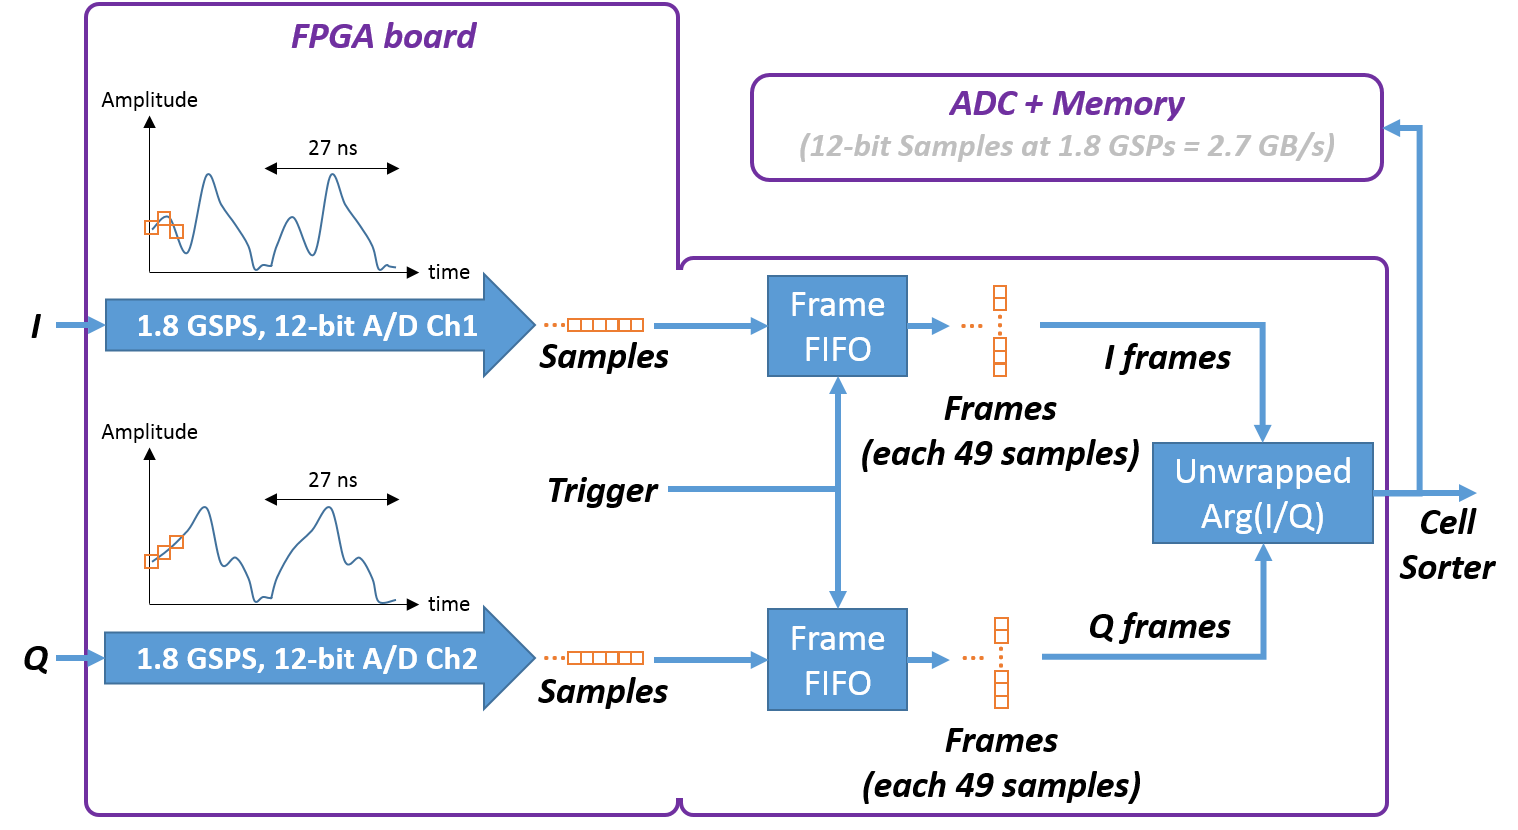 FPGA board
ADC + Memory
(12-bit Samples at 1.8 GSPs = 2.7 GB/s)
Amplitude
27 ns
time
I
1.8 GSPS, 12-bit A/D Ch1
Samples
Frame
FIFO
I frames
Frames
(each 49 samples)
Amplitude
27 ns
time
Trigger
Unwrapped
Arg(I/Q)
Cell
Sorter
Q
1.8 GSPS, 12-bit A/D Ch2
Samples
Frame
FIFO
Q frames
Frames
(each 49 samples)